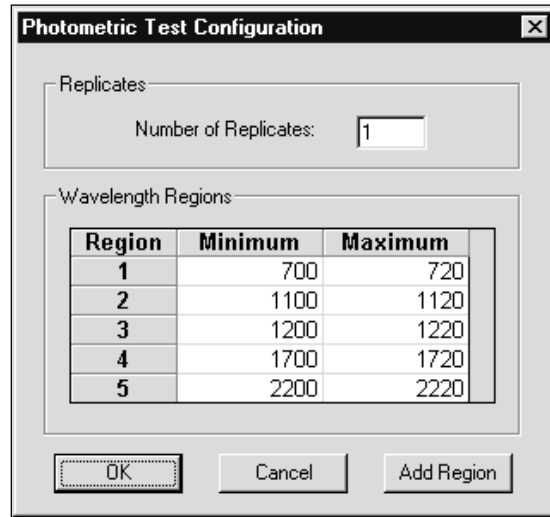 Photometric Test Configuration
Replicates
Number of Replicates: 1
Wavelength Regions
Region Minimum Maximum
1 700 720
2 1100 1120
3 1200 1220
4 1700 1720
5 2200 2220
OK Cancel Add Region